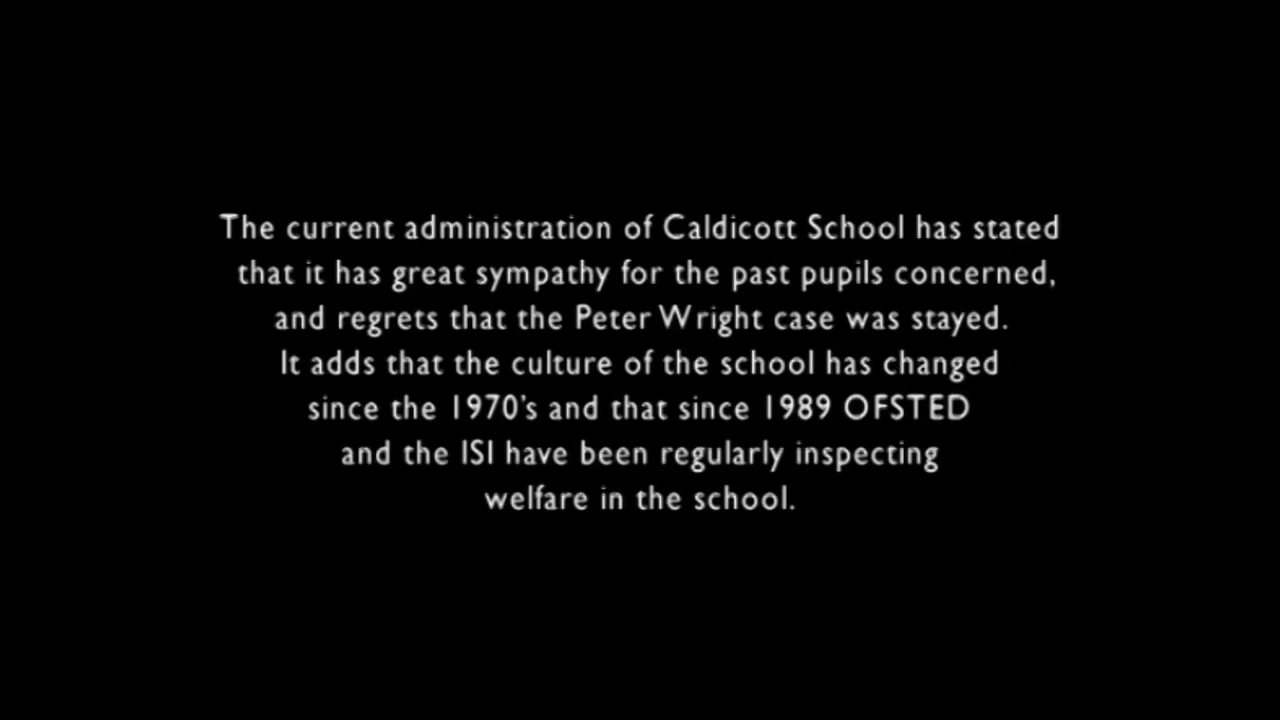 The current administration of Caldicott School has stated
that it has great sympathy for the past pupils concerned,
and regrets that the Peter Wright case was stayed.
It adds that the culture of the school has changed
since the 1970's and that since 1989 OFSTED
and the ISI have been regularly inspecting
welfare in the school.